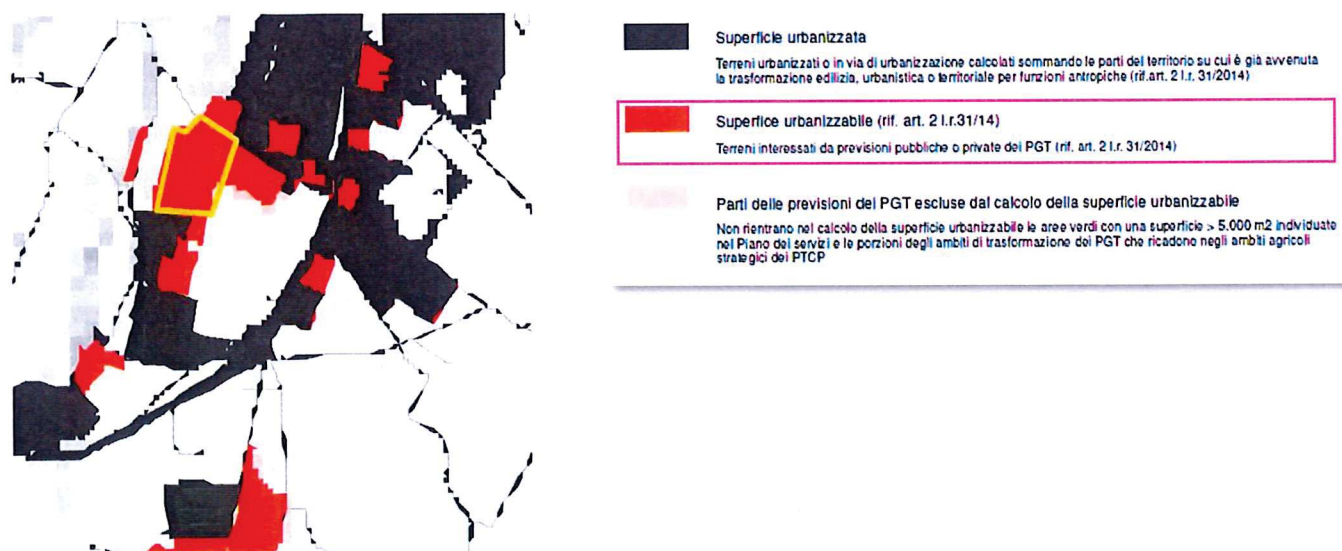 Superficie urbanizzata
Terreni urbanizzati o in via di urbanizzazione calcolati sommando le parti del territorio su cui è già avvenuta
la trasformazione edilizia, urbanistica o territoriale per funzioni antropiche (rif.art. 2 l.r. 31/2014)
Superfice urbanizzabile (rif. art. 2 l.r.31/14)
Terreni interessati da previsioni pubbliche o private dei PGT (rif. art. 2 l.r. 31/2014)
Parti delle previsioni dei PGT escluse dal calcolo della superficie urbanizzabile
Non rientrano nel calcolo della superficie urbanizzabile le aree verdi con una superficie > 5.000 m2 individuate
nel Piano dei servizi e le porzioni degli ambiti di trasformazione dei PGT che ricadono negli ambiti agricoli
strategici dei PTCP